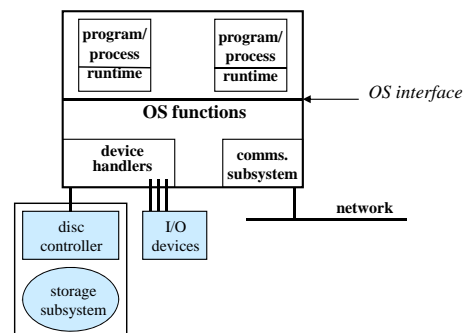 program/
process
runtime
program/
process
runtime
OS interface
OS functions
device
handlers
comms.
subsystem
network
disc
controller
I/O
devices
storage
subsystem